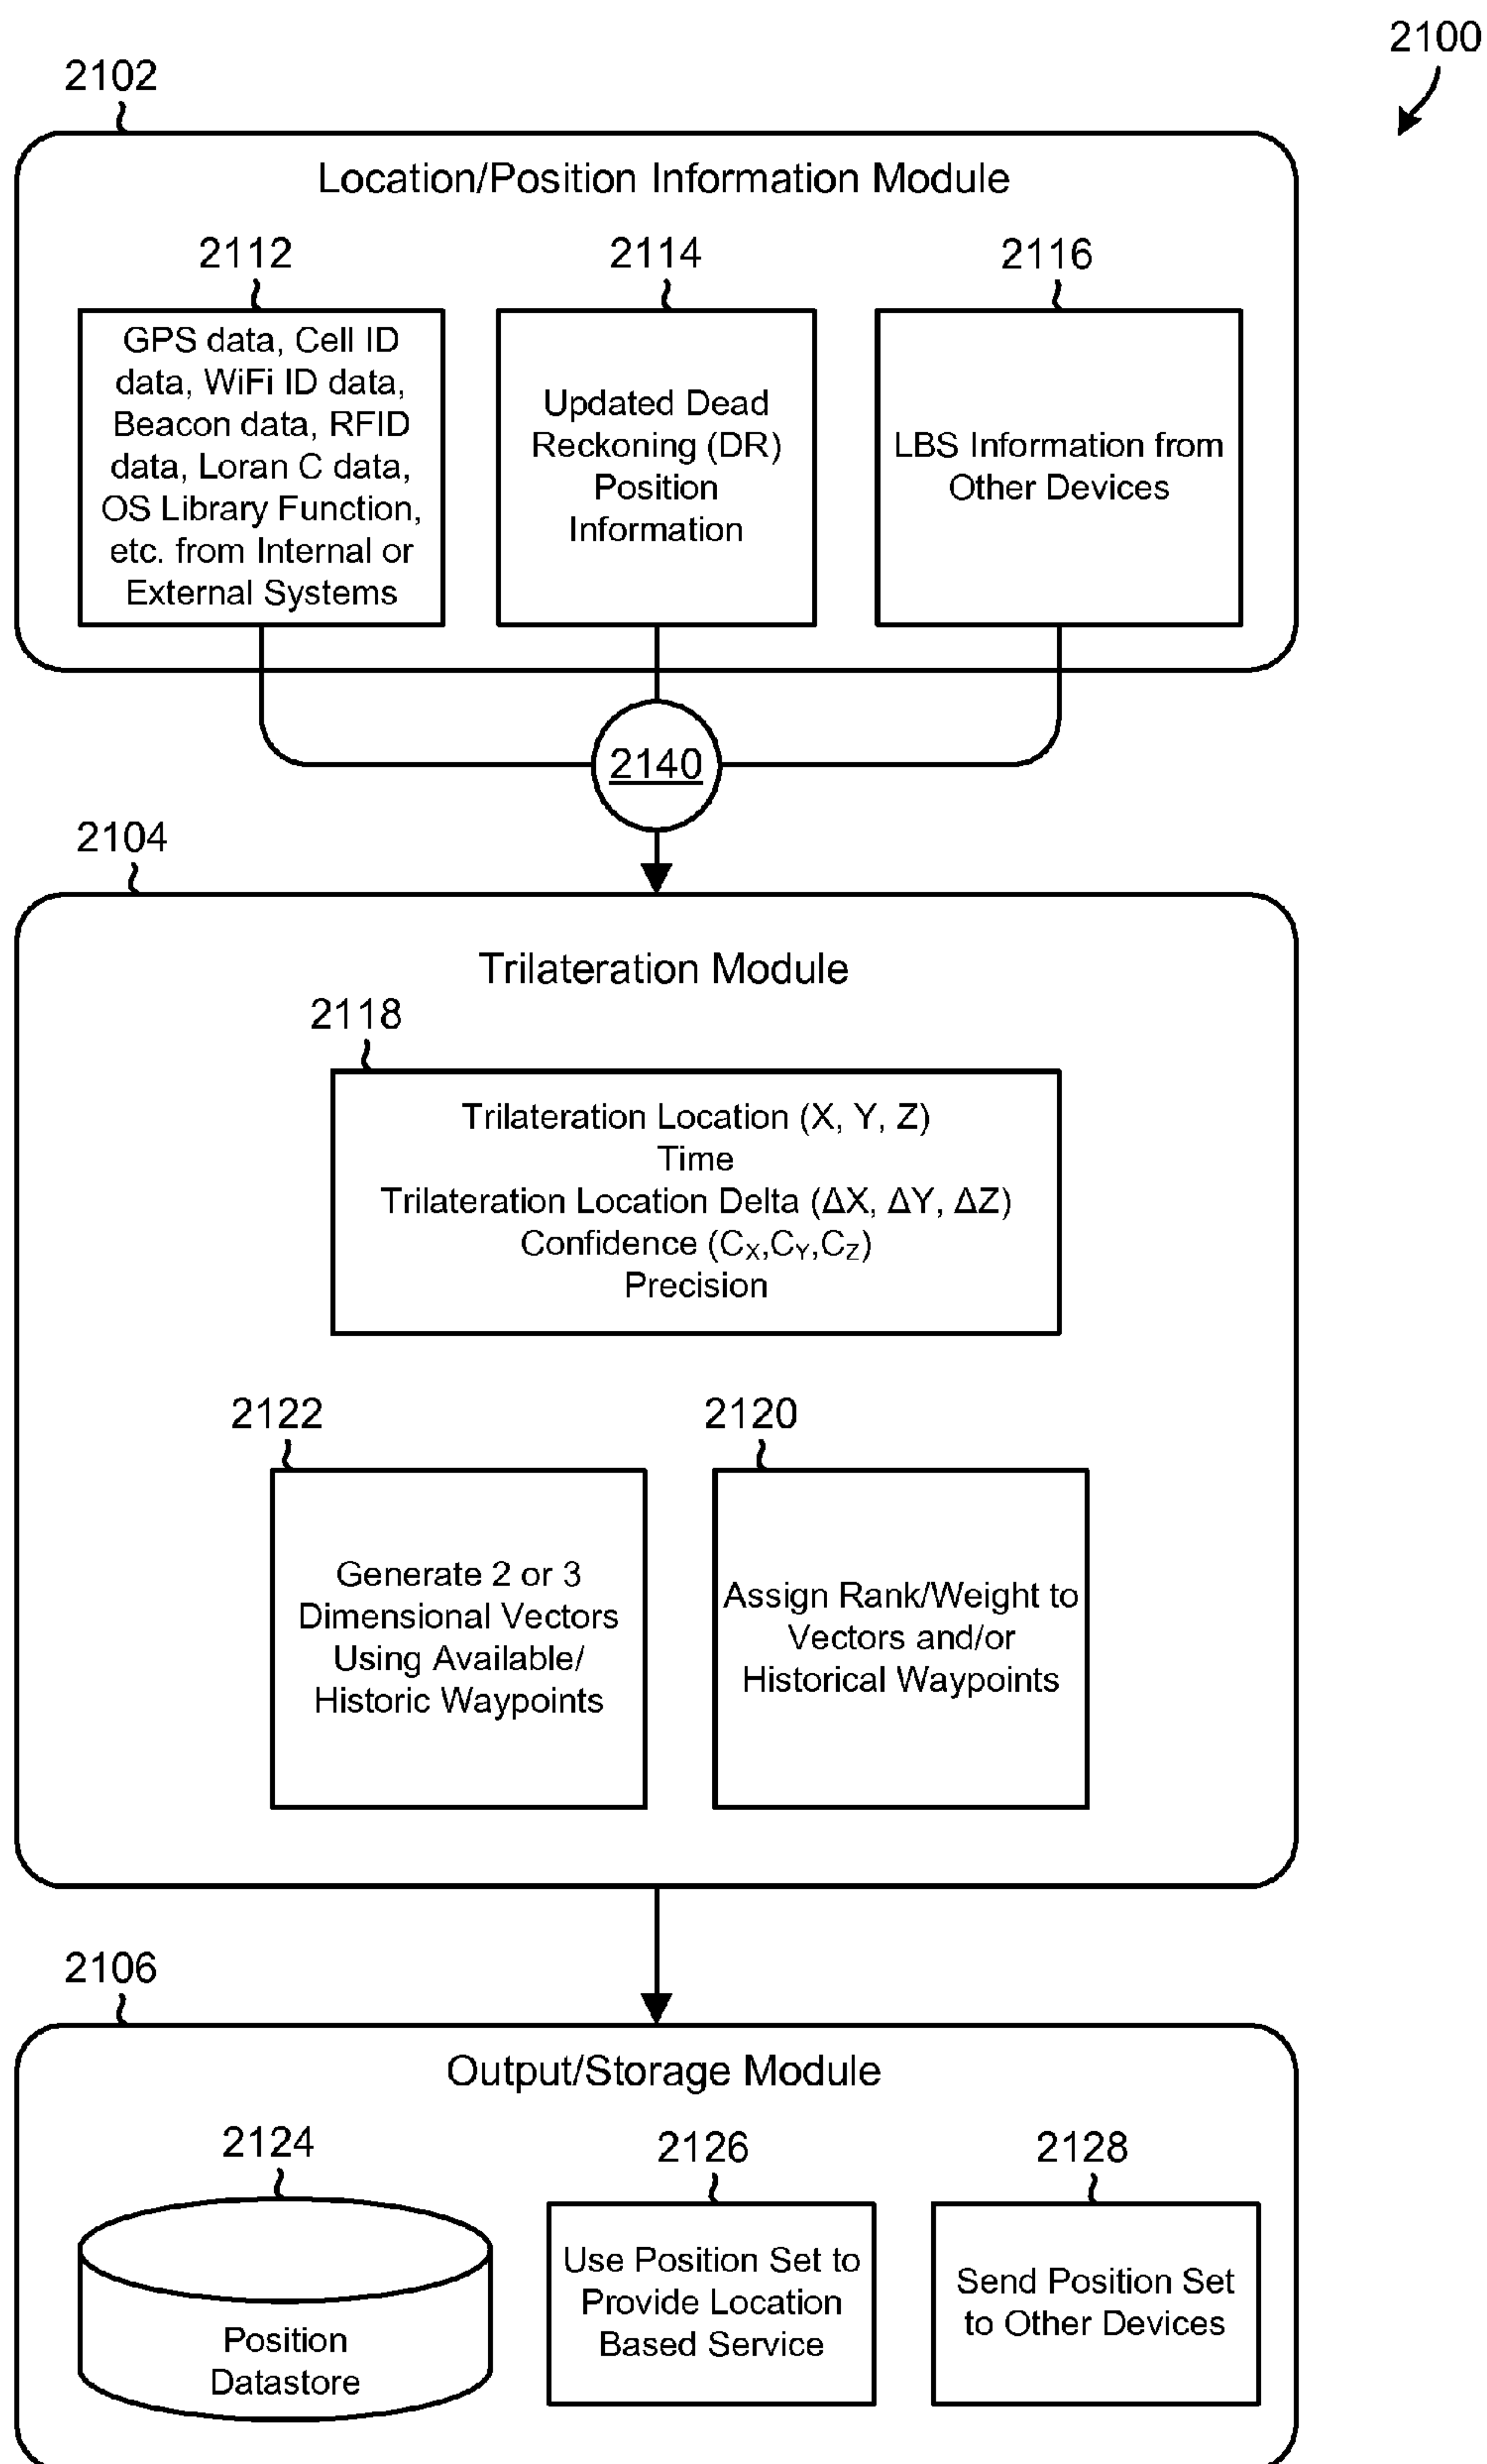 2100
2102
Location/Position Information Module
2112
2114
2116
GPS data, Cell ID
data, WiFi ID data,
Beacon data, RFID
data, Loran C data,
OS Library Function,
etc. from Internal or
External Systems
Updated Dead
Reckoning (DR)
Position
Information
LBS Information from
Other Devices
2140
2104
Trilateration Module
2118
Trilateration Location (X, Y, Z)
Time
Trilateration Location Delta (ΔX, ΔY, ΔZ)
Confidence (CX,CY,CZ)
Precision
2122
2120
Generate 2 or 3
Dimensional Vectors
Using Available/
Historic Waypoints
Assign Rank/Weight to
Vectors and/or
Historical Waypoints
2106
Output/Storage Module
2124
2126
2128
Position
Datastore
Use Position Set to
Provide Location
Based Service
Send Position Set
to Other Devices